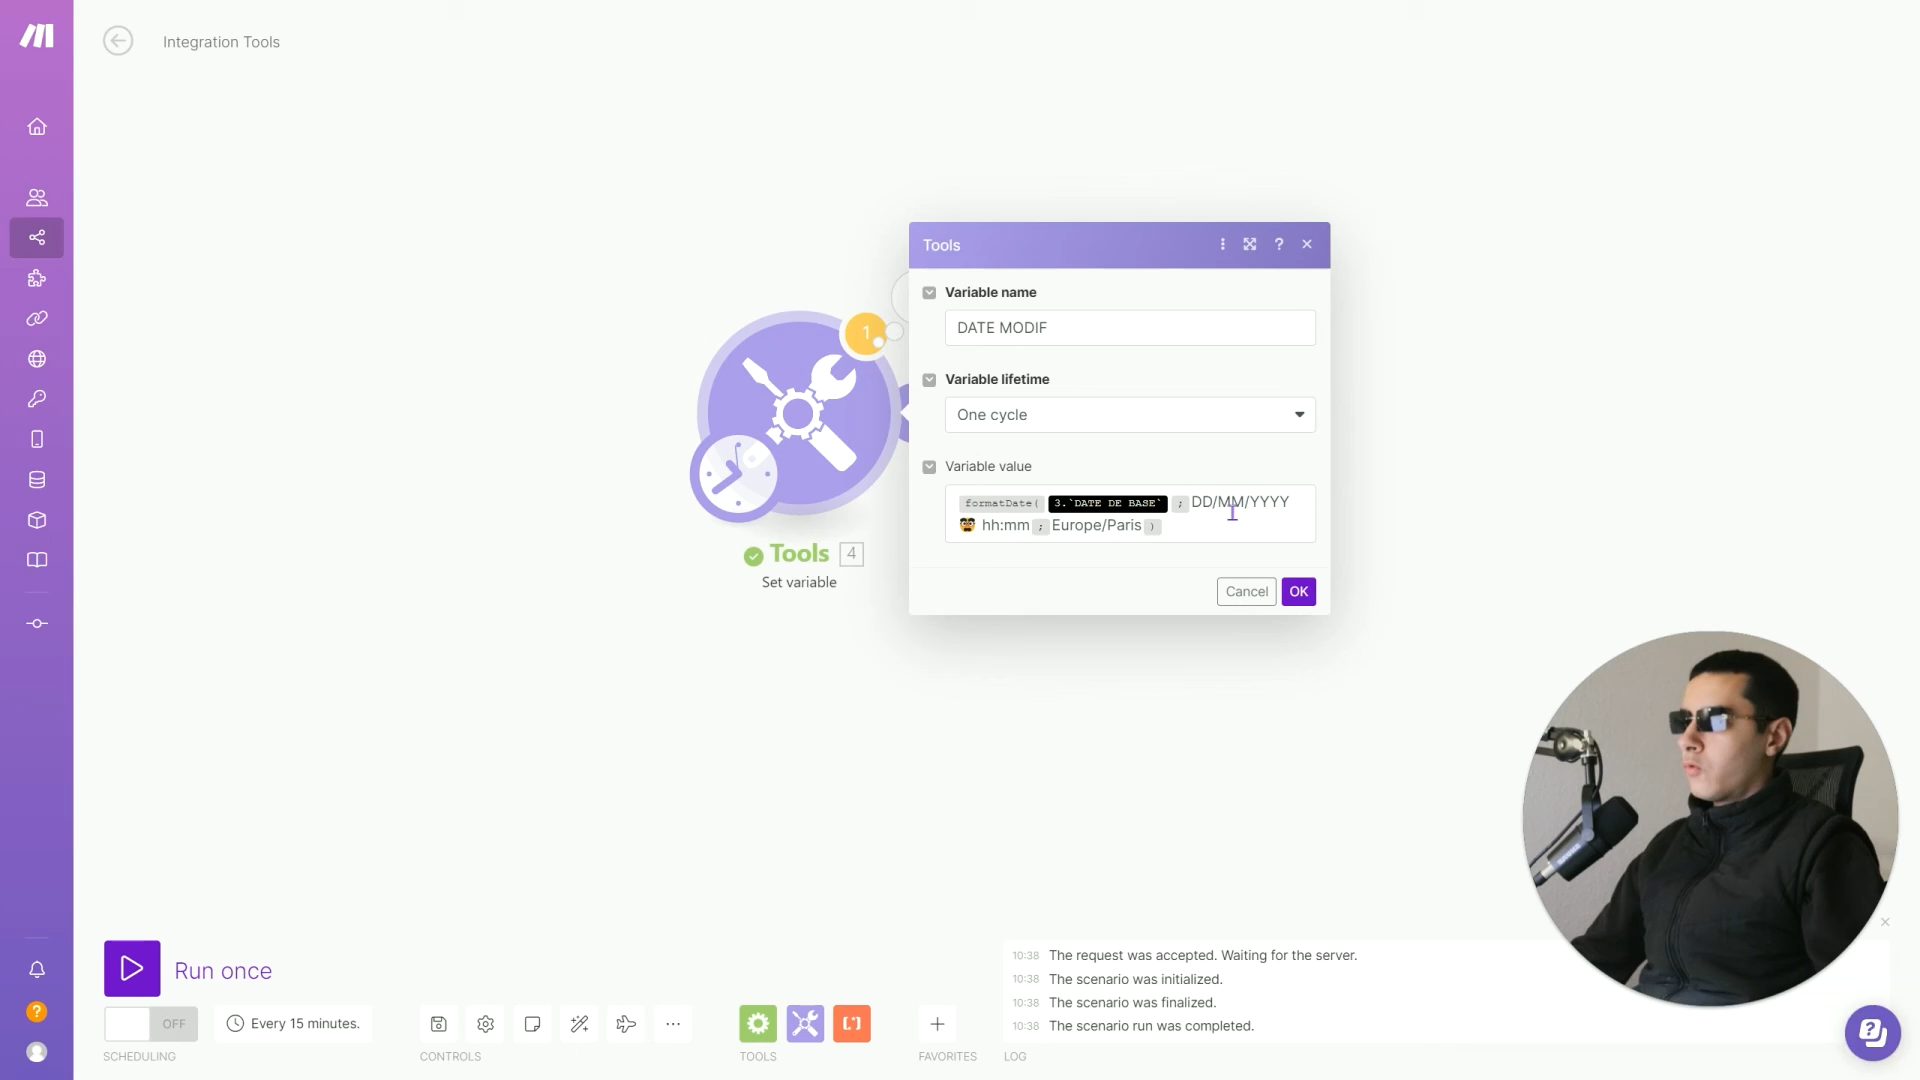 Integration Tools
Tools
Variable name
DATE MODIF
Variable lifetime
One cycle
Variable value
formatDate( 3.`DATE DE BASE` ; DD/MM/YYYY
🥸 hh:mm ; Europe/Paris )
Cancel
OK
1
Tools 4
Set variable
Run once
OFF
Every 15 minutes.
SCHEDULING
CONTROLS
TOOLS
FAVORITES
LOG
10:38 The request was accepted. Waiting for the server.
10:38 The scenario was initialized.
10:38 The scenario was finalized.
10:38 The scenario run was completed.